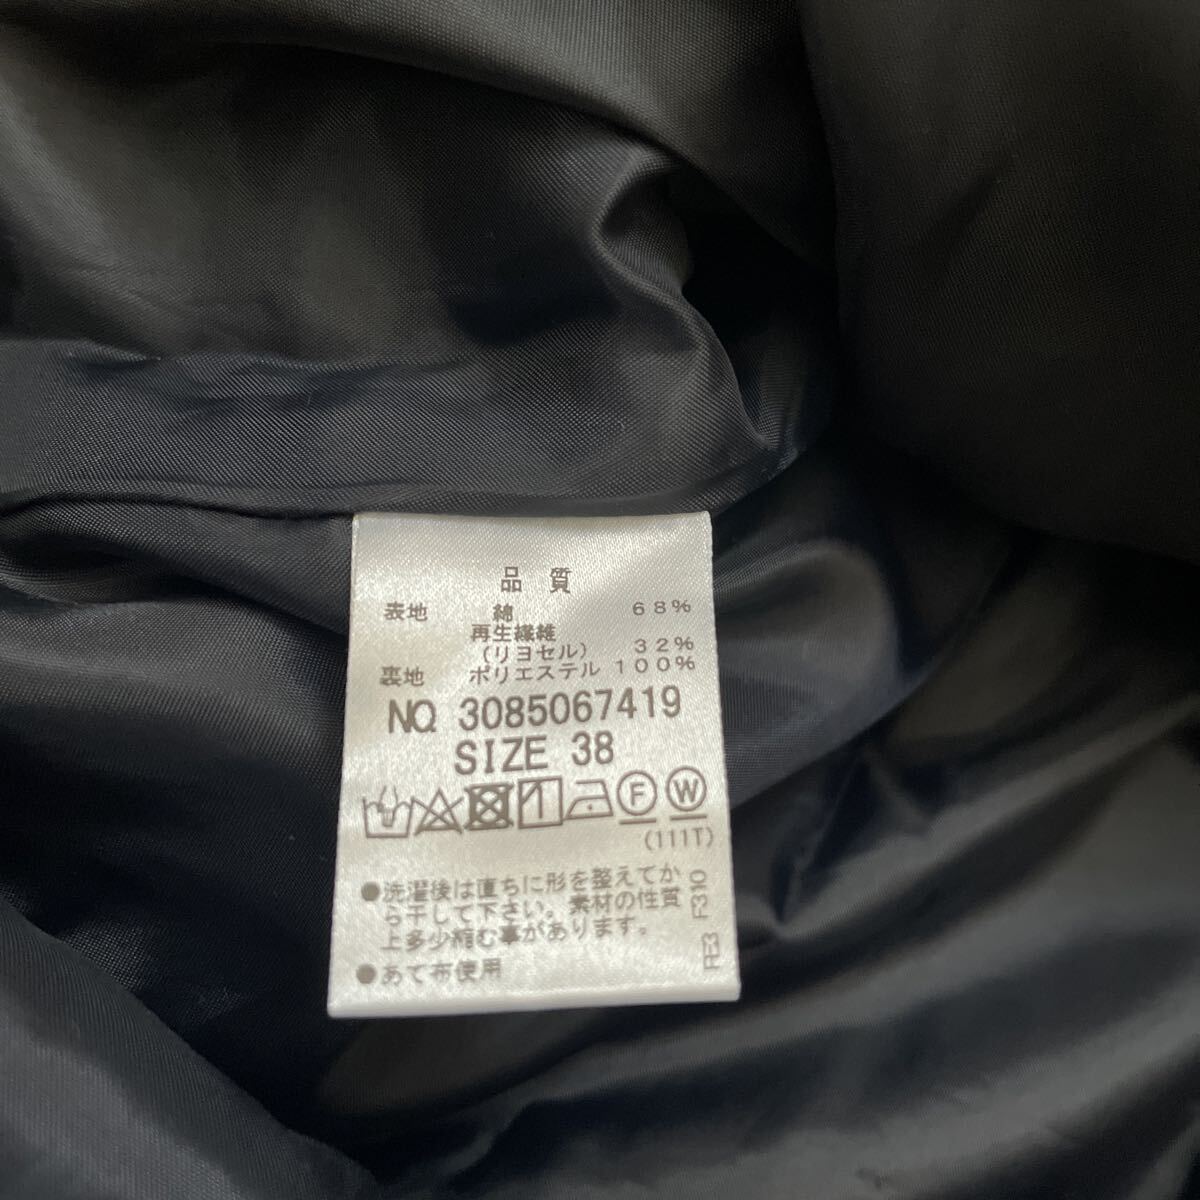 品質
表地 綿 68%
再生繊維
(リヨセル) 32%
裏地 ポリエステル 100%
NO 3085067419
SIZE 38
F W
(111T)
●洗濯後は直ちに形を整えてか
ら干して下さい。素材の性質
上多少縮む事があります。
●あて布使用
F310